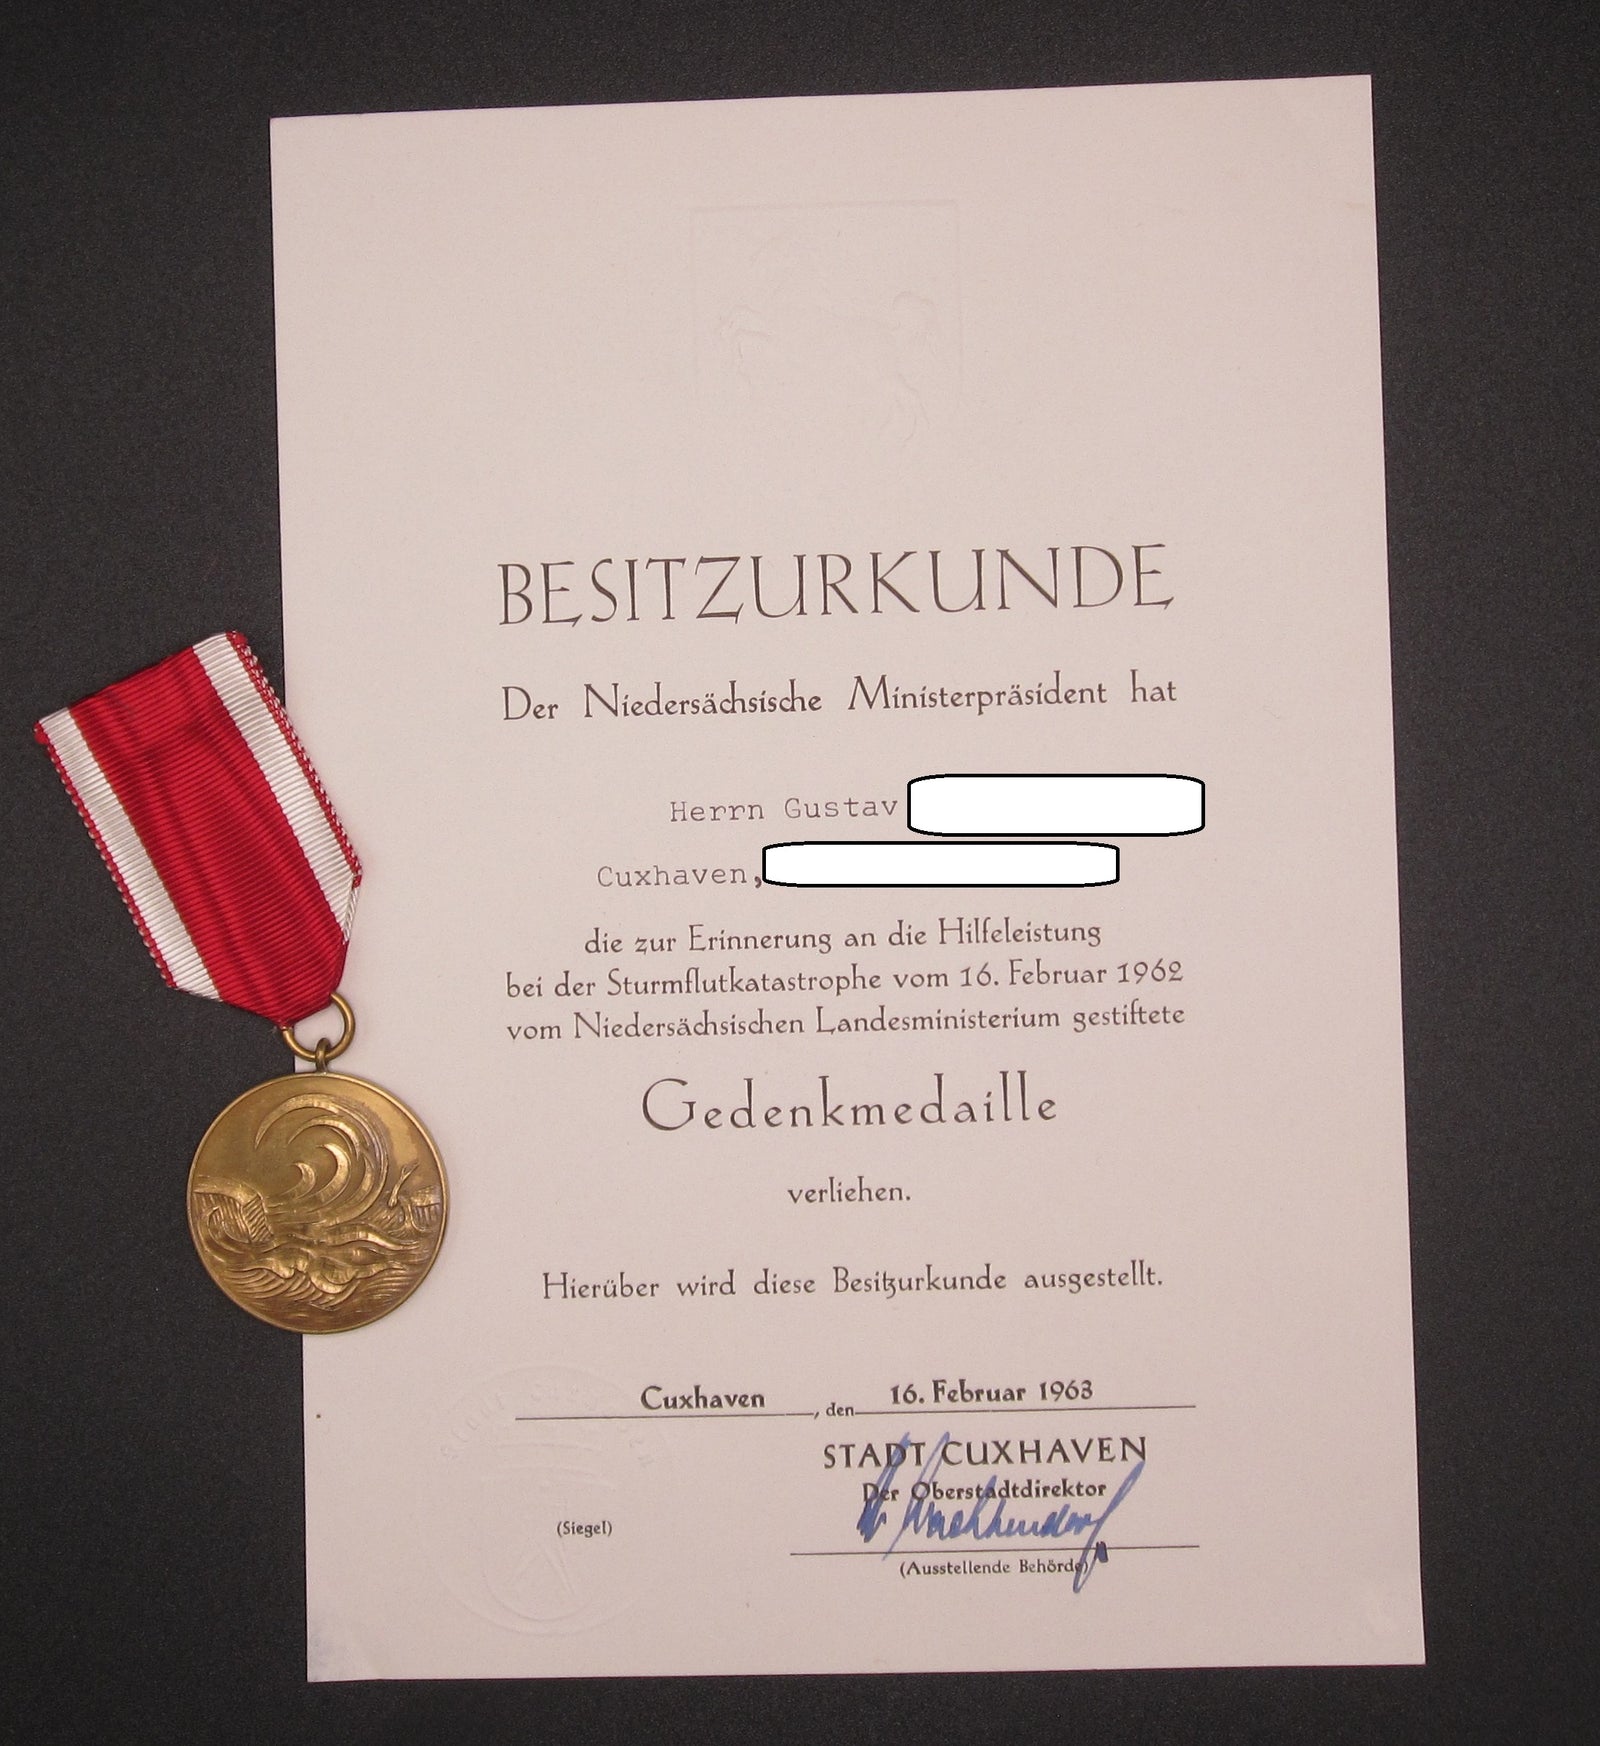 BESITZURKUNDE
Der Niedersächsische Ministerpräsident hat
Herrn Gustav
Cuxhaven,
die zur Erinnerung an die Hilfeleistung
bei der Sturmflutkatastrophe vom 16. Februar 1962
vom Niedersächsischen Landesministerium gestiftete
Gedenkmedaille
verliehen.
Hierüber wird diese Besitzurkunde ausgestellt.
Cuxhaven, den 16. Februar 1963
STADT CUXHAVEN
Der Oberstadtdirektor
(Siegel)
(Ausstellende Behörde)